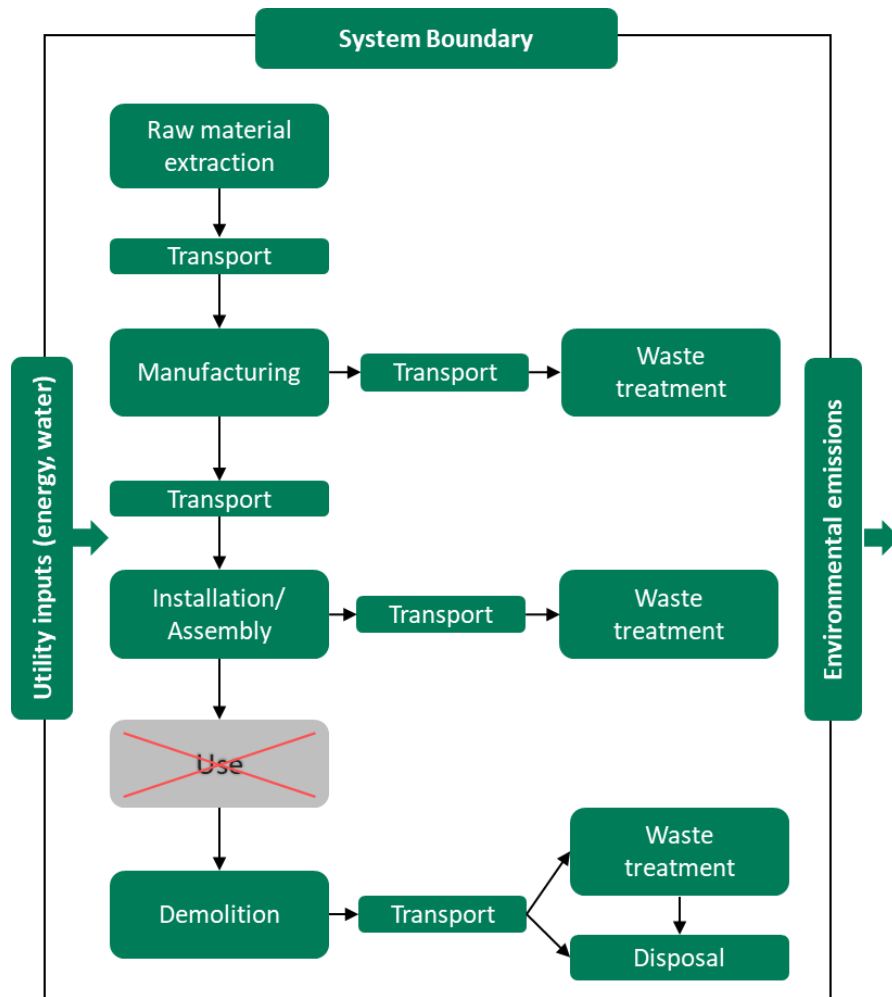 System Boundary
Raw material
extraction
Transport
Manufacturing
Transport
Waste
treatment
Transport
Installation/
Assembly
Transport
Waste
treatment
Use
Demolition
Transport
Waste
treatment
Disposal
Utility inputs (energy, water)
Environmental emissions